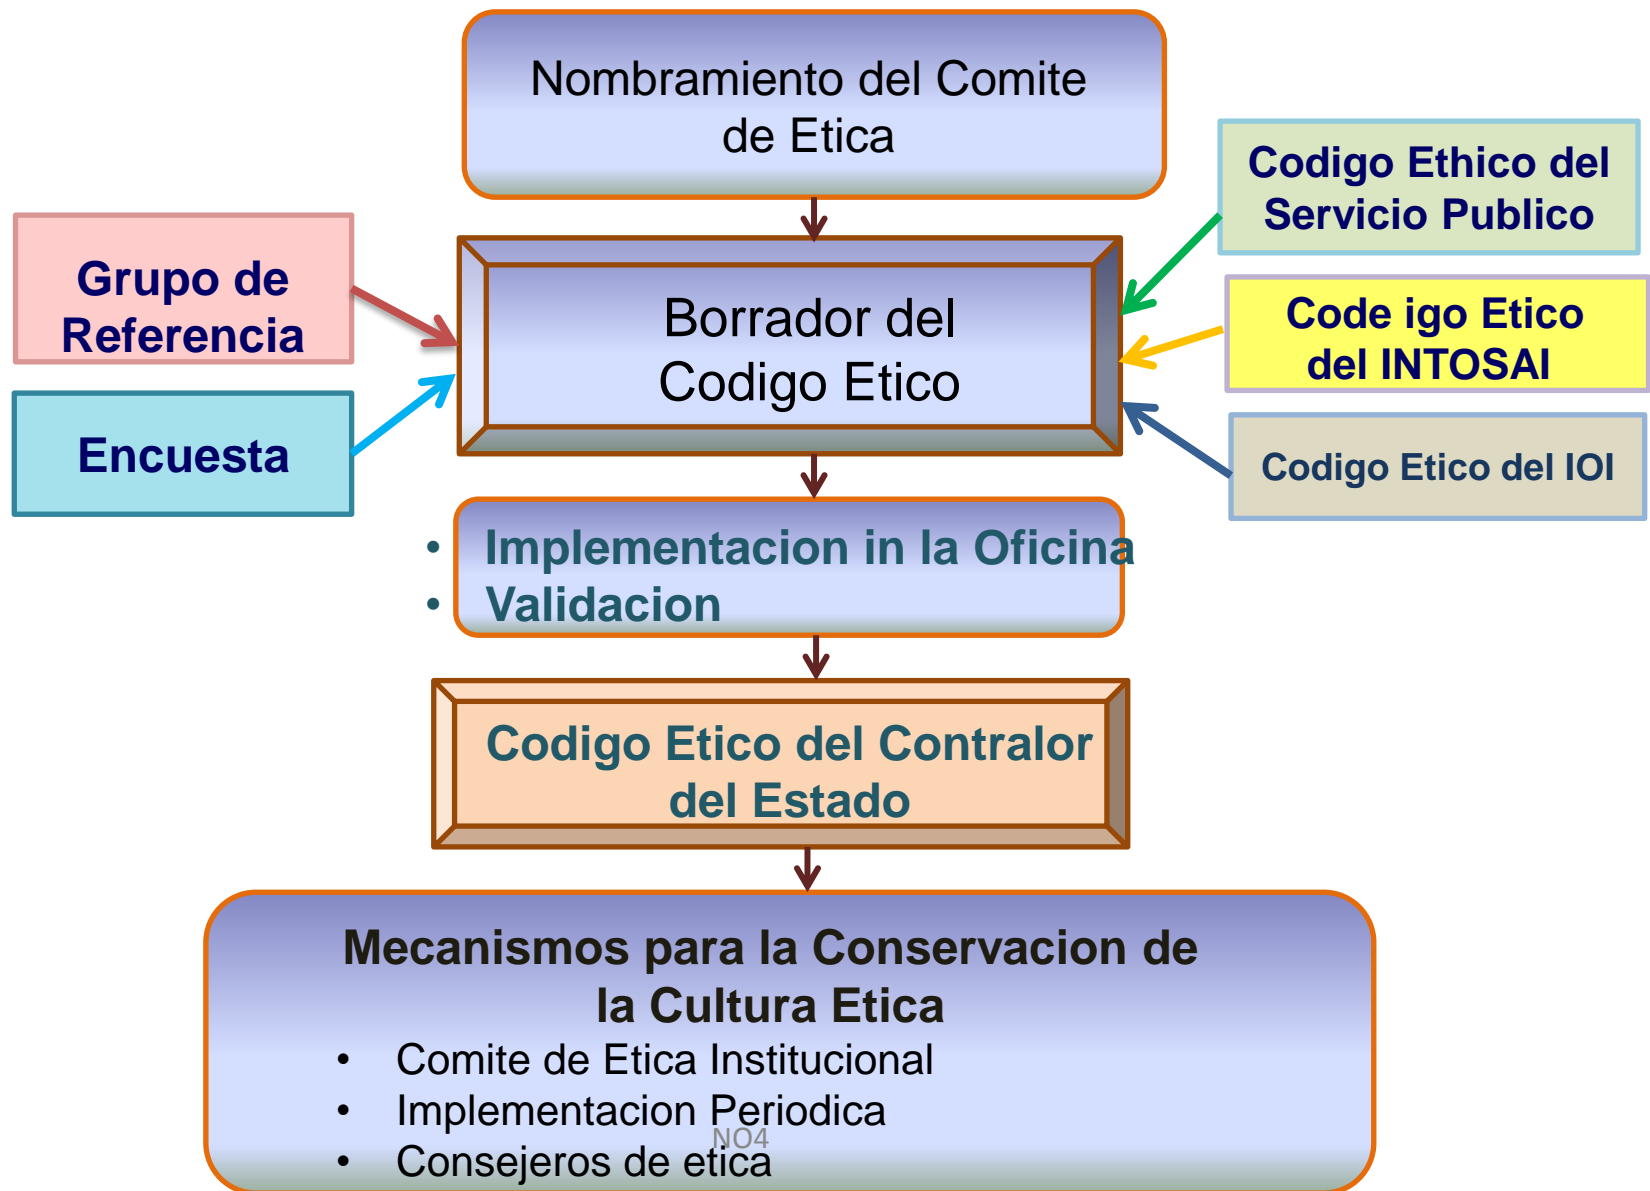 Nombramiento del Comite
de Etica
Codigo Ethico del
Servicio Publico
Grupo de
Referencia
Borrador del
Codigo Etico
Code igo Etico
del INTOSAI
Encuesta
Codigo Etico del IOI
• Implementacion in la Oficina
• Validacion
Codigo Etico del Contralor
del Estado
Mecanismos para la Conservacion de
la Cultura Etica
• Comite de Etica Institucional
• Implementacion Periodica
NO4
• Consejeros de etica